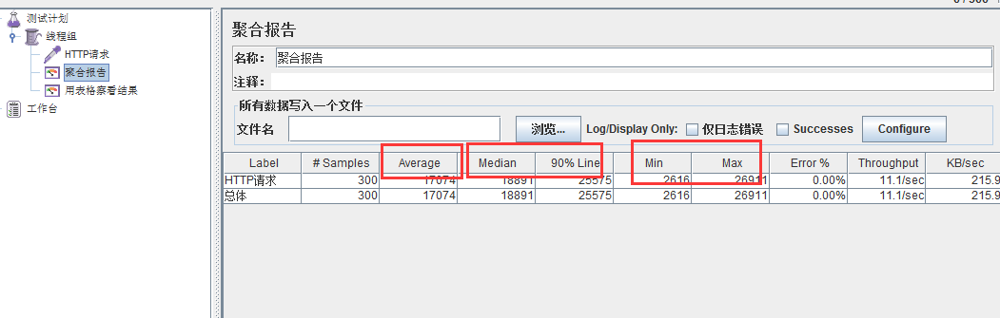 测试计划
线程组
HTTP请求
聚合报告
用表格察看结果
工作台
聚合报告
名称： 聚合报告
注释：
所有数据写入一个文件
文件名 浏览... Log/Display Only: 仅日志错误 Successes Configure
Label # Samples Average Median 90% Line Min Max Error % Throughput KB/sec
HTTP请求 300 17074 18891 25575 2616 26911 0.00% 11.1/sec 215.9
总体 300 17074 18891 25575 2616 26911 0.00% 11.1/sec 215.9